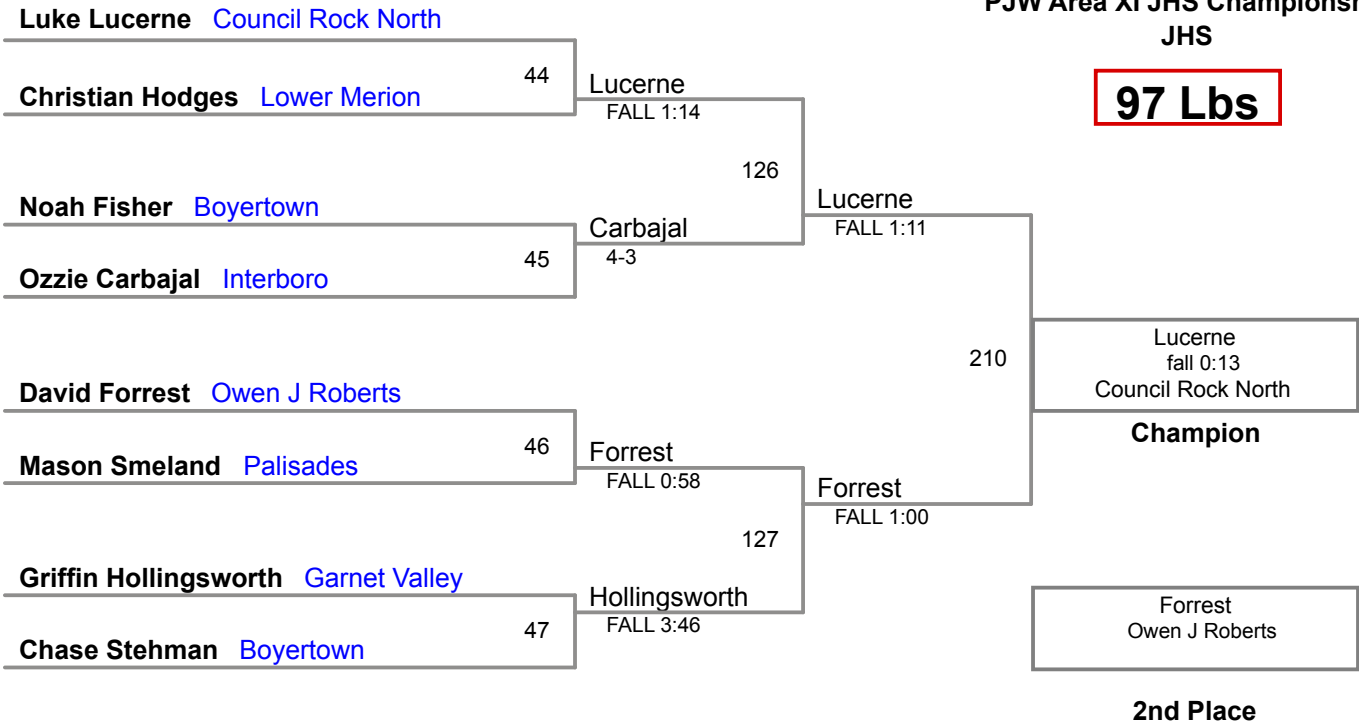 Luke Lucerne Council Rock North
PJW Area XI JHS
JHS
97 Lbs
44
Christian Hodges Lower Merion
Lucerne
FALL 1:14
126
Noah Fisher Boyertown
Lucerne
FALL 1:11
Carbajal
4-3
45
Ozzie Carbajal Interboro
210
Lucerne
fall 0:13
Council Rock North
Champion
David Forrest Owen J Roberts
46
Mason Smeland Palisades
Forrest
FALL 0:58
Forrest
FALL 1:00
127
Griffin Hollingsworth Garnet Valley
Hollingsworth
FALL 3:46
47
Chase Stehman Boyertown
Forrest
Owen J Roberts
2nd Place